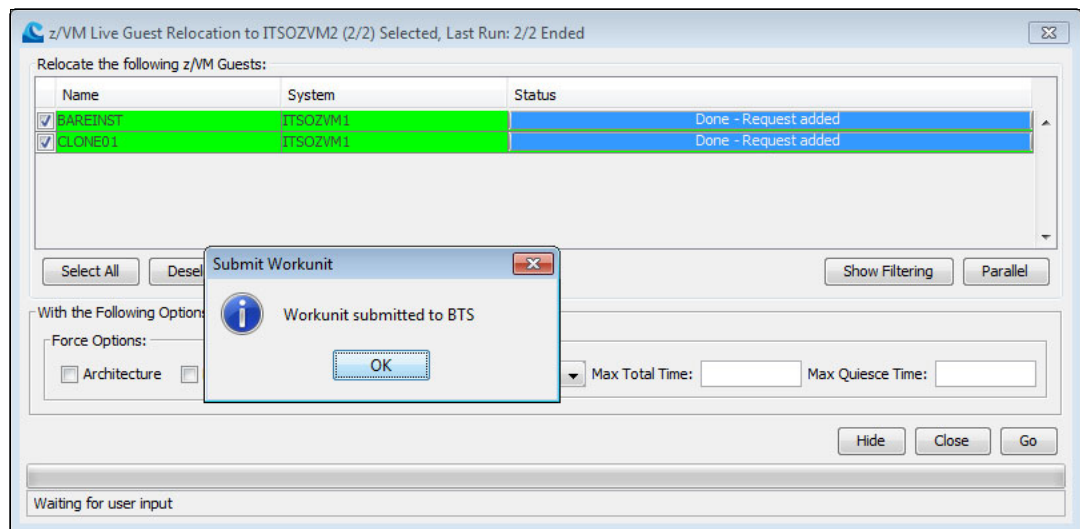 z/VM Live Guest Relocation to ITSOZVM2 (2/2) Selected, Last Run: 2/2 Ended
Relocate the following z/VM Guests:
Name System Status
BAREINST ITSOZVM1 Done - Request added
CLONE01 ITSOZVM1 Done - Request added
Select All Show Filtering Parallel
Submit Workunit
Workunit submitted to BTS
OK
With the Following Option
Force Options:
Architecture Max Total Time: Max Quiesce Time:
Hide Close Go
Waiting for user input